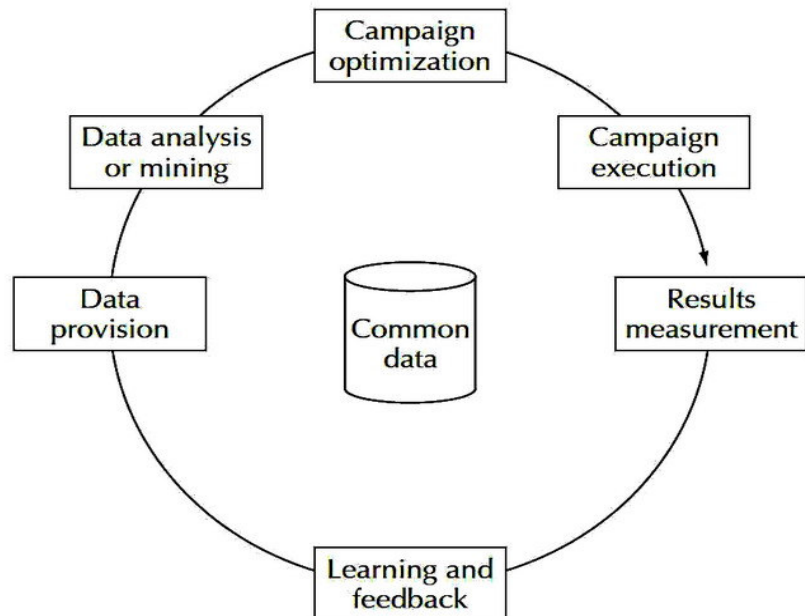 Campaign
optimization
Data analysis
or mining
Campaign
execution
Data
provision
Common
data
Results
measurement
Learning and
feedback